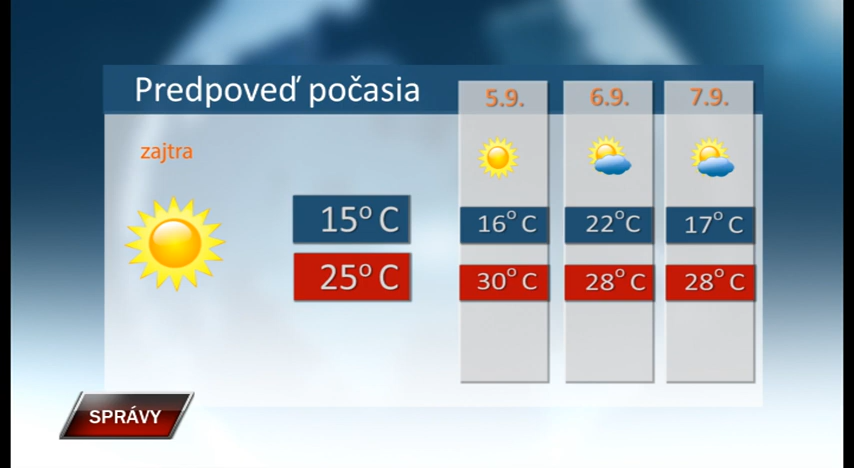 Predpoveď počasia
zajtra
15° C
25° C
5.9.
16° C
30° C
6.9.
22°C
28° C
7.9.
17° C
28° C
SPRÁVY